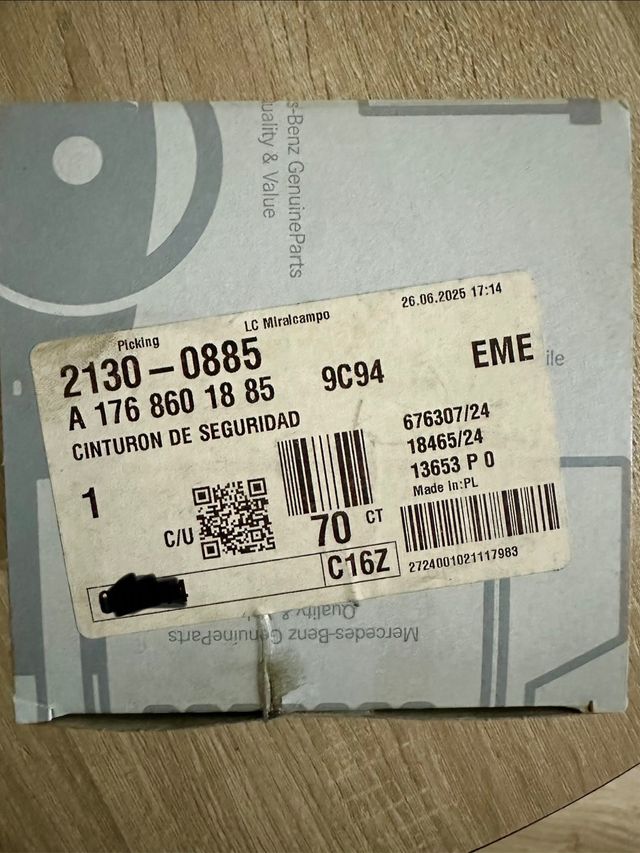 s-Benz GenuineParts
uality & Value
26.06.2025 17:14
LC Miralcampo
Picking
2130-0885
EME
ile
A 176 860 18 85
9C94
CINTURON DE SEGURIDAD
676307/24
18465/24
13653 P 0
Made in:PL
1
C/U
70 CT
C16Z
2724001021117983
Mercedes-Benz GenuineParts
Quality &